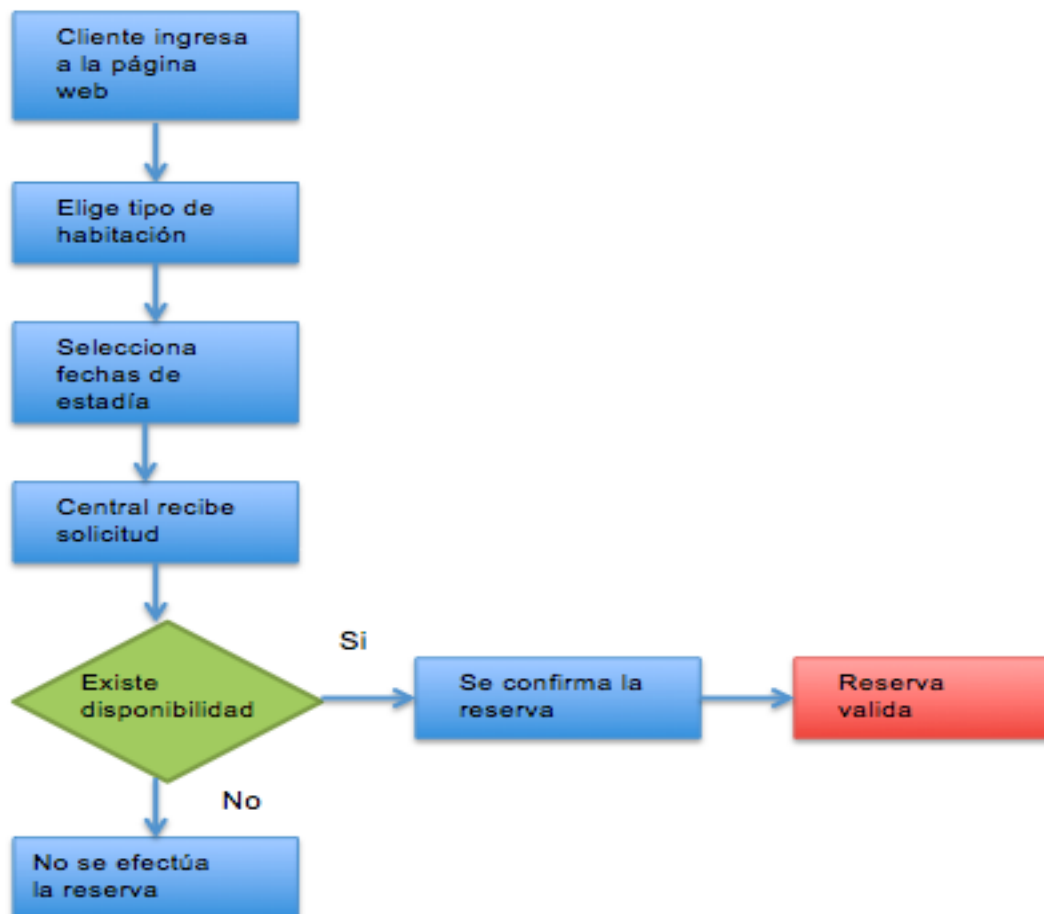 Cliente ingresa
a la página
web
Elige tipo de
habitación
Selecciona
fechas de
estadía
Central recibe
solicitud
Existe
disponibilidad
Si
Se confirma la
reserva
Reserva
valida
No
No se efectúa
la reserva